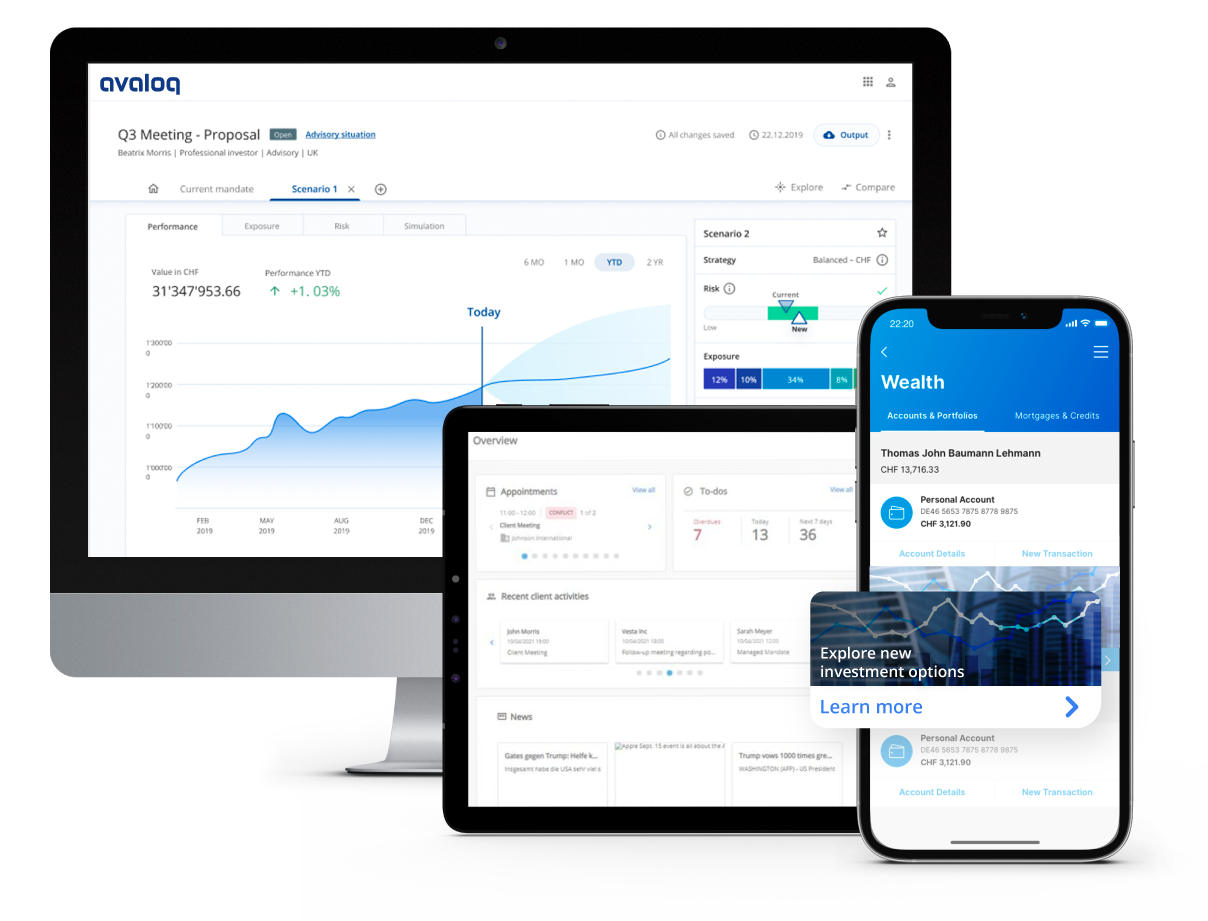 avaloq
Q3 Meeting - Proposal Open Advisory situation
All changes saved 22.12.2019 Output
Beatrix Morris | Professional investor | Advisory | UK
Current mandate Scenario 1 Explore Compare
Performance Exposure Risk Simulation
Value in CHF Performance YTD
31'347'953.66 +1. 03%
6 MO 1 MO YTD 2 YR
Today
1'300'00
0
1'200'00
0
1'100'00
0
1'000'00
0
FEB MAY AUG DEC
2019 2019 2019 2019
Scenario 2
Strategy Balanced – CHF
Risk
Current
Low
New
Exposure
12% 10% 34% 8%
Overview
Appointments View all
11:00 - 12:00 CONFLICT 1 of 2
Client Meeting
Johnson International
To-dos View all
Overdues Today Next 7 days
7 13 36
Recent client activities
John Morris
10/04/2021 19:00
Client Meeting
Vesta Inc
10/04/2021 18:00
Follow-up meeting regarding po...
Sarah Meyer
10/04/2021 12:00
Managed Mandate
News
Gates gegen Trump: Helfe k...
Insgesamt habe die USA sehr viel s
Apple Sept. 15 event is all about the
Trump vows 1000 times gre...
WASHINGTON (AFP) - US President
22:20
Wealth
Accounts & Portfolios Mortgages & Credits
Thomas John Baumann Lehmann
CHF 13,716.33
Personal Account
DE46 5653 7875 8778 9875
CHF 3,121.90
Account Details New Transaction
Explore new
investment options
Learn more
Personal Account
DE46 5653 7875 8778 9875
CHF 3,121.90
Account Details New Transaction